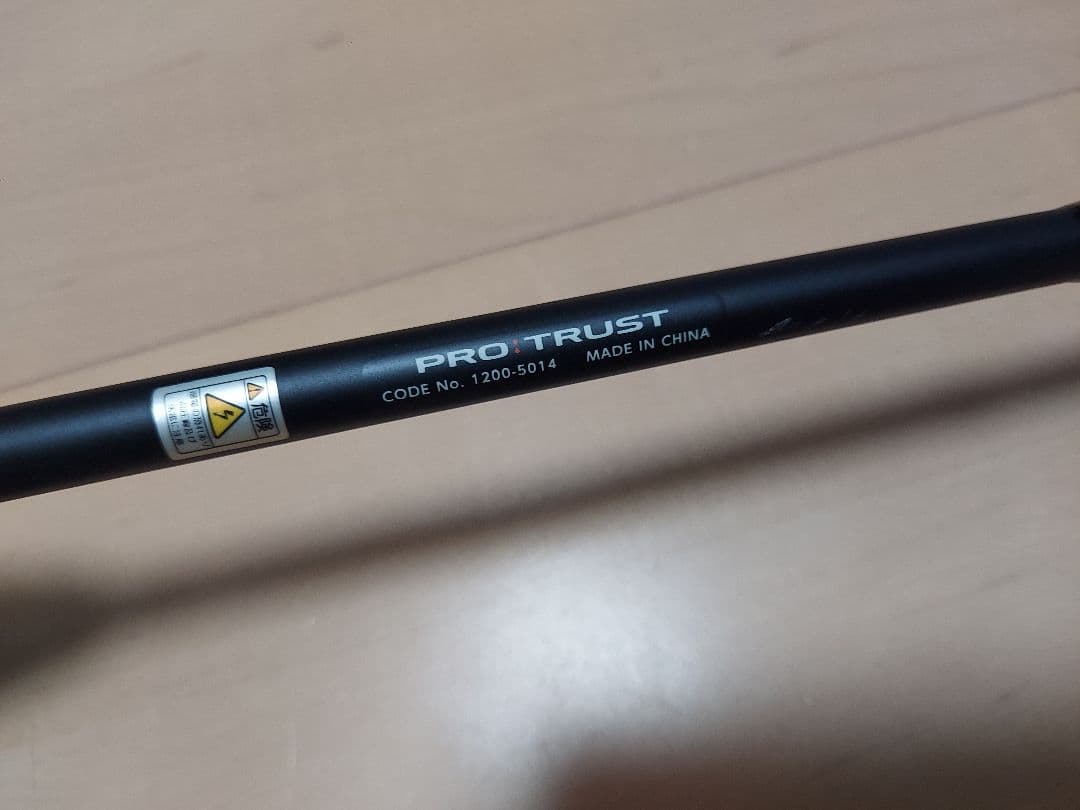 PRO TRUST
CODE No. 1200-5014 MADE IN CHINA
危険